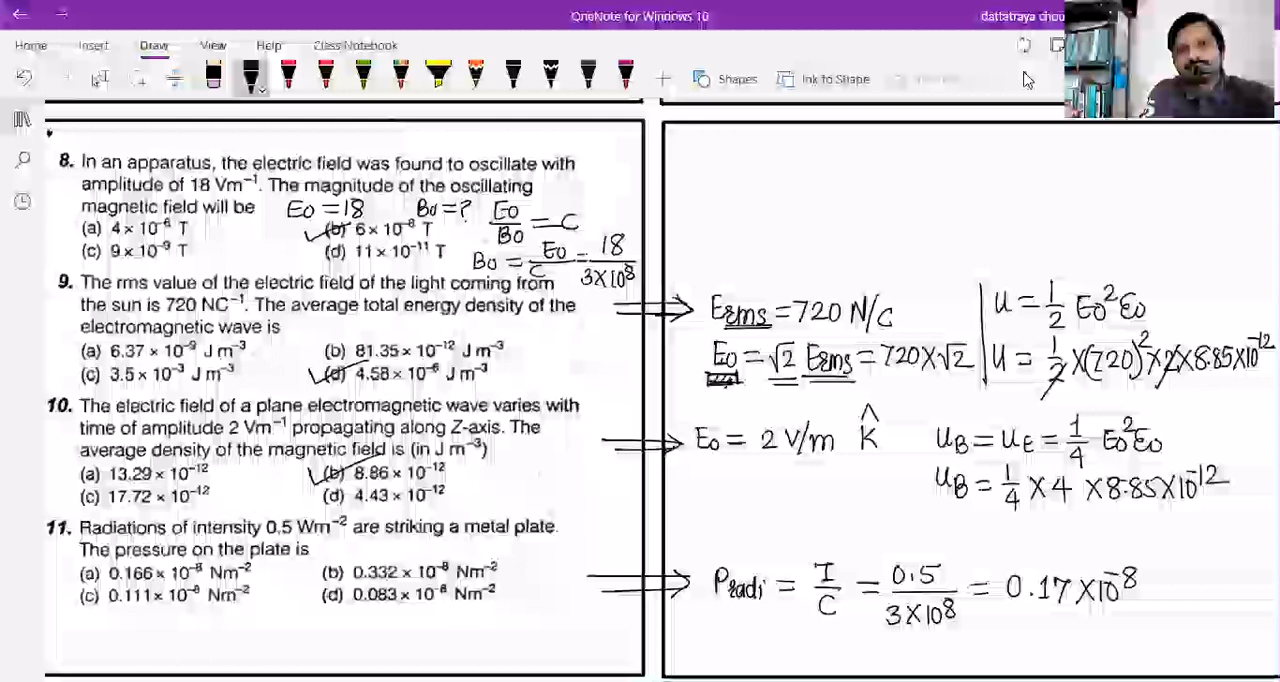 OneNote for Windows 10
dattatraya chou
Home Insert Draw View Help Class Notebook
Shapes Ink to Shape
8. In an apparatus, the electric field was found to oscillate with
amplitude of 18 Vm⁻¹. The magnitude of the oscillating
magnetic field will be E₀ = 18 B₀ = ? E₀/B₀ = C
(a) 4 × 10⁻⁶ T (b) 6 × 10⁻⁸ T
(c) 9 × 10⁻⁹ T (d) 11 × 10⁻¹¹ T
B₀ = E₀/C = 18/3×10⁸
9. The rms value of the electric field of the light coming from
the sun is 720 NC⁻¹. The average total energy density of the
electromagnetic wave is
(a) 6.37 × 10⁻⁹ J m⁻³ (b) 81.35 × 10⁻¹² J m⁻³
(c) 3.5 × 10⁻³ J m⁻³ (d) 4.58 × 10⁻⁶ J m⁻³
10. The electric field of a plane electromagnetic wave varies with
time of amplitude 2 Vm⁻¹ propagating along Z-axis. The
average density of the magnetic field is (in J m⁻³)
(a) 13.29 × 10⁻¹² (b) 8.86 × 10⁻¹²
(c) 17.72 × 10⁻¹² (d) 4.43 × 10⁻¹²
11. Radiations of intensity 0.5 Wm⁻² are striking a metal plate.
The pressure on the plate is
(a) 0.166 × 10⁻⁸ Nm⁻² (b) 0.332 × 10⁻⁸ Nm⁻²
(c) 0.111 × 10⁻⁸ Nm⁻² (d) 0.083 × 10⁻⁸ Nm⁻²
Erms = 720 N/C
E₀ = √2 Erms = 720×√2
u = 1/2 E₀²ε₀
u = 1/2 ×(720)²×2×8.85×10⁻¹²
E₀ = 2 V/m k̂
uB = uE = 1/4 E₀²ε₀
uB = 1/4 × 4 × 8.85×10⁻¹²
Pradi = I/C = 0.5/3×10⁸ = 0.17×10⁻⁸